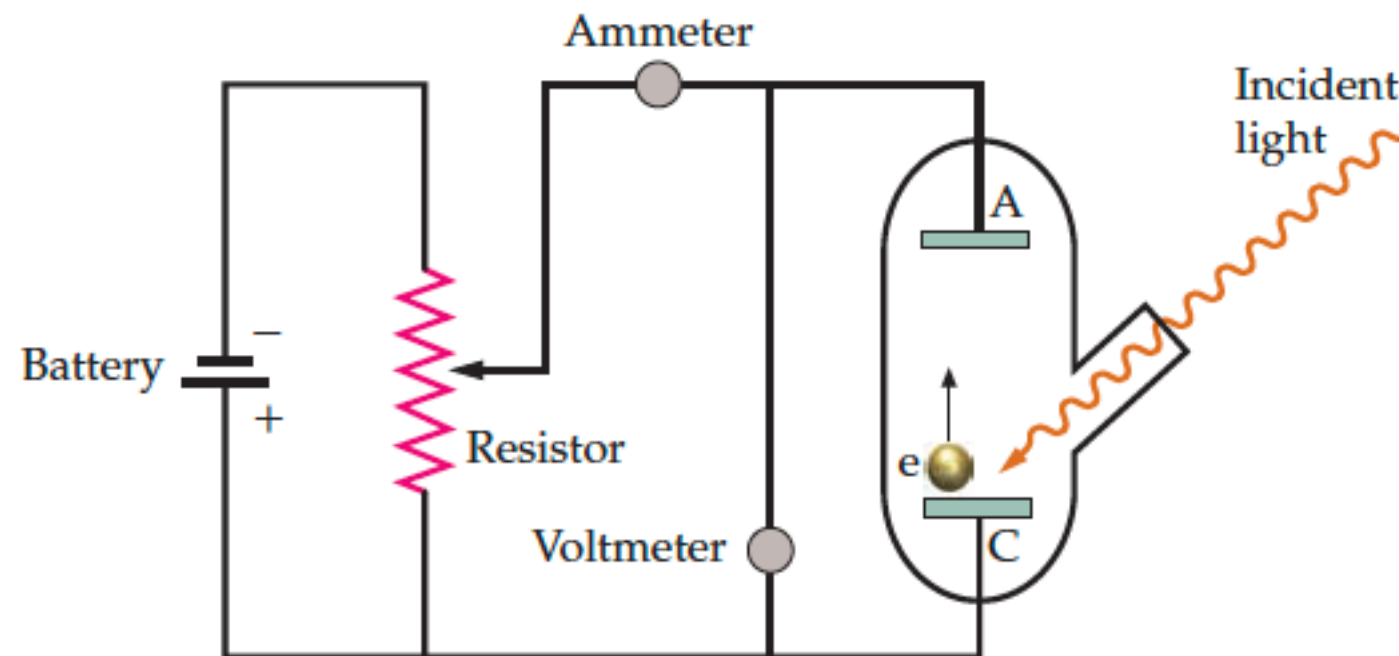 Ammeter
Incident
light
A
−
Battery
+
Resistor
e
Voltmeter
C